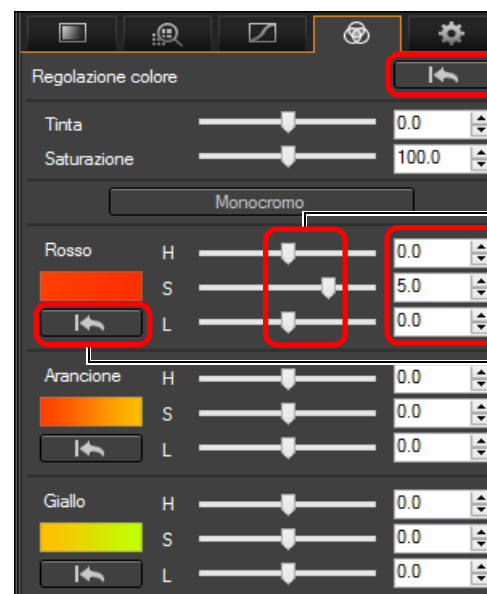 Regolazione colore
Tinta 0.0
Saturazione 100.0
Monocromo
Rosso H 0.0
S 5.0
L 0.0
Arancione H 0.0
S 0.0
L 0.0
Giallo H 0.0
S 0.0
L 0.0